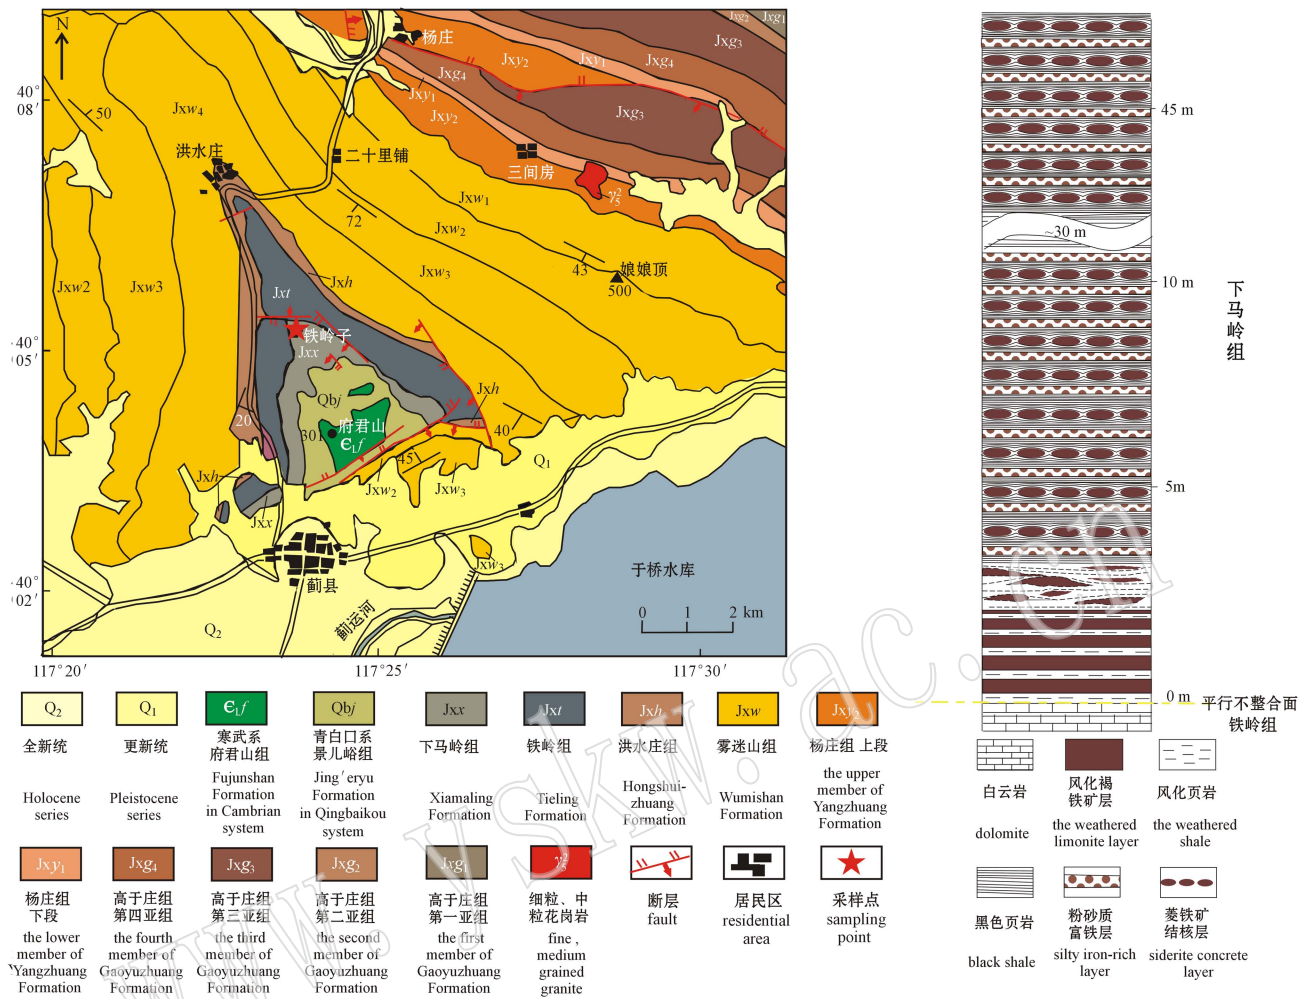 N
杨庄
Jxg2
Jxg1
Jxg3
40°
08′
50
Jxw4
Jxy2
Jxy1
Jxg4
Jxg4
Jxy1
Jxy2
Jxg3
洪水庄
二十里铺
三间房
γ5²
72
Jxw1
Jxw2
Jxw3
43
娘娘顶
500
Jxw2
Jxw3
Jxh
Jxt
40°
05′
铁岭子
Jxx
Qbj
Jxh
20
301
府君山
Є1f
40
45
Q1
Jxh
Jxw2
Jxw3
Jxx
Jxw3
40°
02′
蓟县
于桥水库
蓟运河
Q2
0 1 2 km
117°20′
117°25′
117°30′
45 m
~30 m
10 m
下马岭组
5m
0 m
平行不整合面
铁岭组
Q2
Q1
Є1f
Qbj
Jxx
Jxt
Jxh
Jxw
Jxy2
全新统
更新统
寒武系
府君山组
青白口系
景儿峪组
下马岭组
铁岭组
洪水庄组
雾迷山组
杨庄组 上段
Holocene
series
Pleistocene
series
Fujunshan
Formation
in Cambrian
system
Jing′eryu
Formation
in Qingbaikou
system
Xiamaling
Formation
Tieling
Formation
Hongshui-
zhuang
Formation
Wumishan
Formation
the upper
member of
Yangzhuang
Formation
Jxy1
Jxg4
Jxg3
Jxg2
Jxg1
γ5²
杨庄组
下段
高于庄组
第四亚组
高于庄组
第三亚组
高于庄组
第二亚组
高于庄组
第一亚组
细粒、中
粒花岗岩
断层
fault
居民区
residential
area
采样点
sampling
point
the lower
member of
Yangzhuang
Formation
the fourth
member of
Gaoyuzhuang
Formation
the third
member of
Gaoyuzhuang
Formation
the second
member of
Gaoyuzhuang
Formation
the first
member of
Gaoyuzhuang
Formation
fine ,
medium
grained
granite
白云岩
dolomite
风化褐
铁矿层
the weathered
limonite layer
风化页岩
the weathered
shale
黑色页岩
black shale
粉砂质
富铁层
silty iron-rich
layer
菱铁矿
结核层
siderite concrete
layer
www.yskw.ac.cn